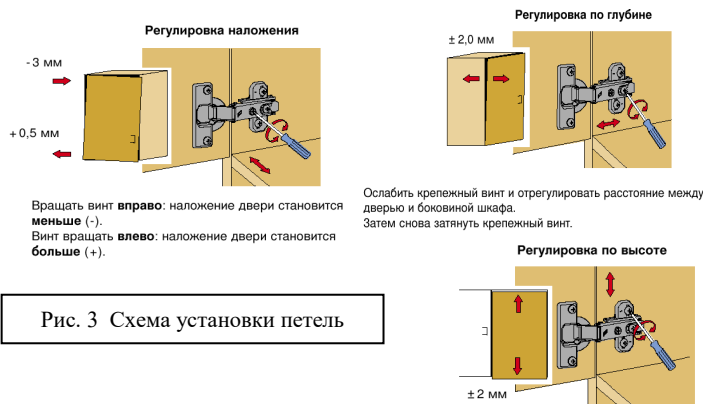 Регулировка наложения
- 3 мм
+ 0,5 мм
Вращать винт вправо: наложение двери становится
меньше (-).
Винт вращать влево: наложение двери становится
больше (+).
Рис. 3 Схема установки петель
Регулировка по глубине
± 2,0 мм
Ослабить крепежный винт и отрегулировать расстояние между
дверью и боковиной шкафа.
Затем снова затянуть крепежный винт.
Регулировка по высоте
± 2 мм